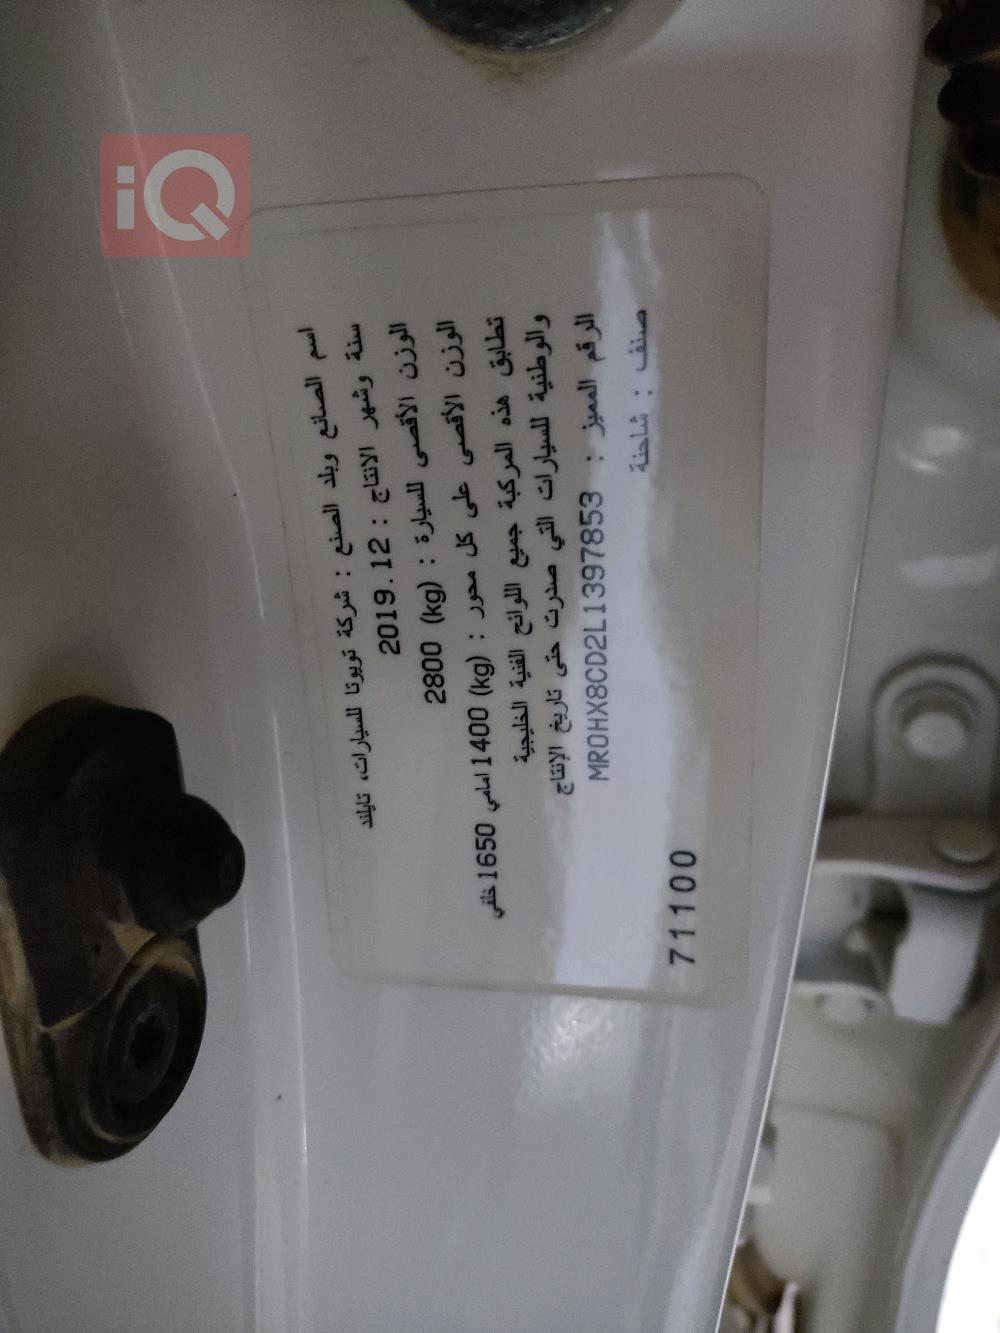 iQ
اسم الصانع وبلد الصنع : شركة تويوتا للسيارات، تايلند
سنة وشهر الانتاج : 2019.12
الوزن الأقصى للسيارة : 2800 (kg)
الوزن الأقصى على كل محور : 1400 (kg) امامي 1650 خلفي
تطابق هذه المركبة جميع اللوائح الفنية الخليجية
والوطنية للسيارات التي صدرت حتى تاريخ الإنتاج
الرقم المميز : MR0HX8CD2L1397853
صنف : شاحنة
71100